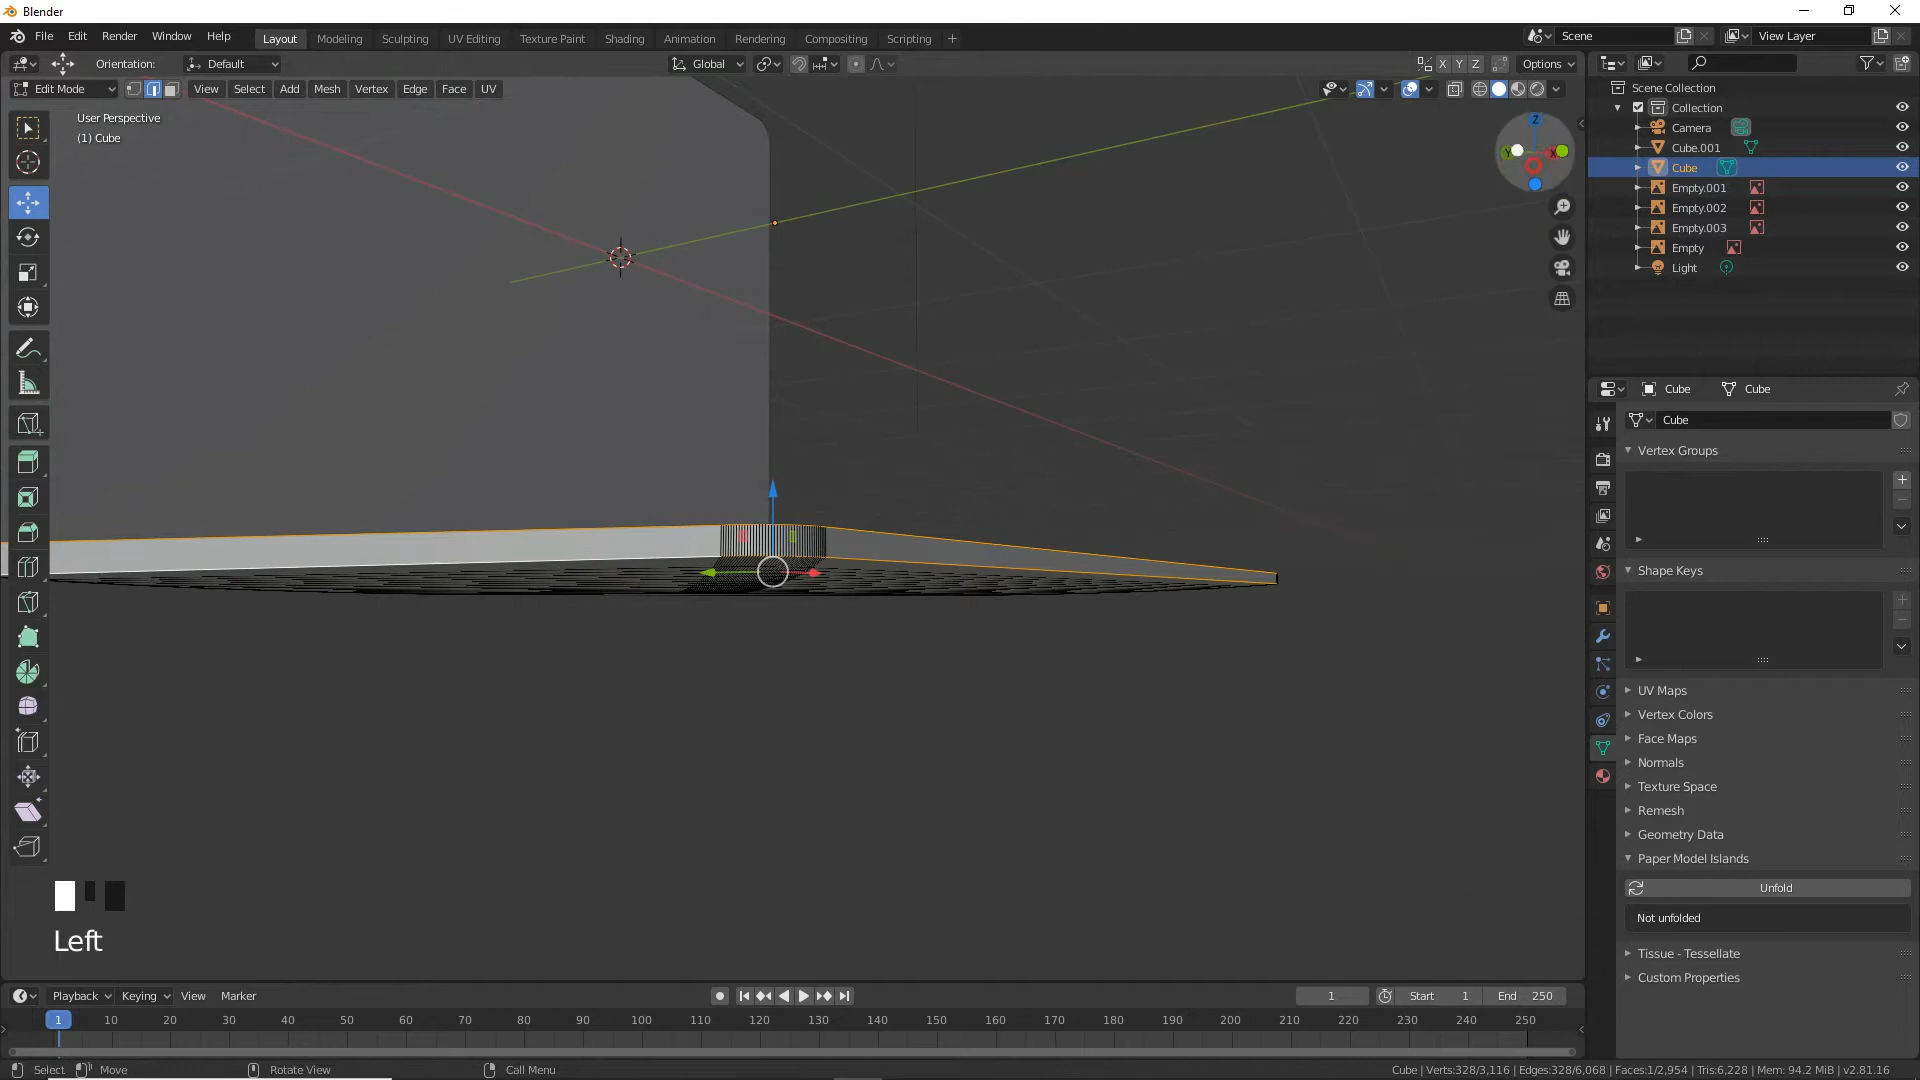 Blender
File Edit Render Window Help Layout Modeling Sculpting UV Editing Texture Paint Shading Animation Rendering Compositing Scripting + Scene View Layer
Orientation: Default Global X Y Z Options
Edit Mode View Select Add Mesh Vertex Edge Face UV
User Perspective
(1) Cube
Z
Y X
Left
Scene Collection
Collection
Camera
Cube.001
Cube
Empty.001
Empty.002
Empty.003
Empty
Light
Cube Cube
Cube
Vertex Groups
Shape Keys
UV Maps
Vertex Colors
Face Maps
Normals
Texture Space
Remesh
Geometry Data
Paper Model Islands
Unfold
Not unfolded
Tissue - Tessellate
Custom Properties
Playback Keying View Marker 1 Start 1 End 250
1 10 20 30 40 50 60 70 80 90 100 110 120 130 140 150 160 170 180 190 200 210 220 230 240 250
Select Move Rotate View Call Menu Cube | Verts:328/3,116 | Edges:328/6,068 | Faces:1/2,954 | Tris:6,228 | Mem: 94.2 MiB | v2.81.16